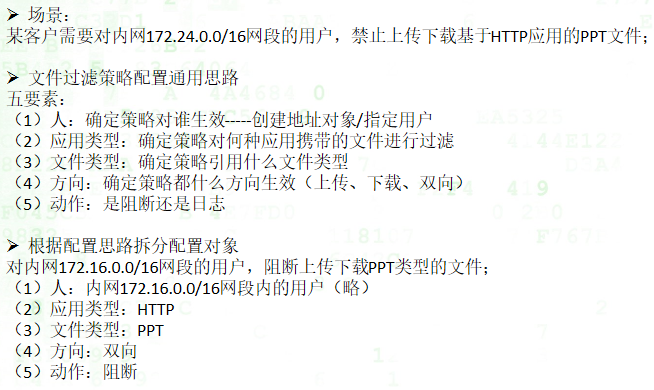 ➤ 场景:
某客户需要对内网172.24.0.0/16网段的用户，禁止上传下载基于HTTP应用的PPT文件；
➤ 文件过滤策略配置通用思路
五要素：
（1）人：确定策略对谁生效-----创建地址对象/指定用户
（2）应用类型：确定策略对何种应用携带的文件进行过滤
（3）文件类型：确定策略引用什么文件类型
（4）方向：确定策略都什么方向生效（上传、下载、双向）
（5）动作：是阻断还是日志
➤ 根据配置思路拆分配置对象
对内网172.16.0.0/16网段的用户，阻断上传下载PPT类型的文件；
（1）人：内网172.16.0.0/16网段内的用户（略）
（2）应用类型：HTTP
（3）文件类型：PPT
（4）方向：双向
（5）动作：阻断